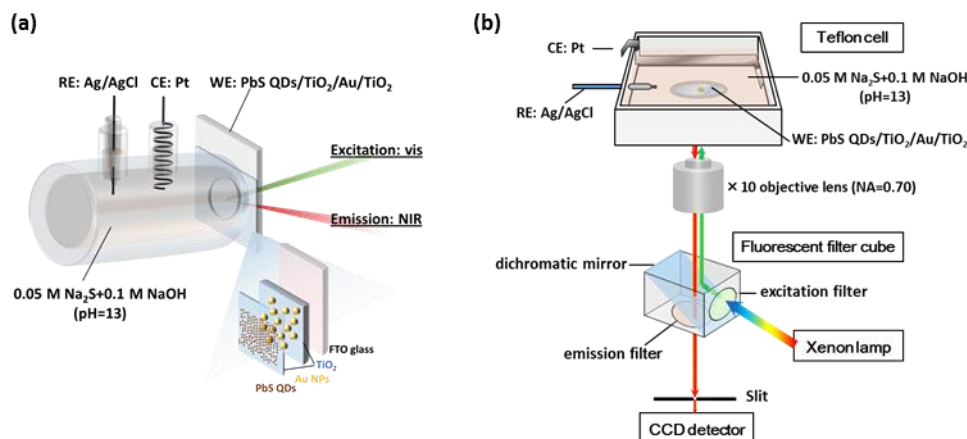 (a)
RE: Ag/AgCl
CE: Pt
WE: PbS QDs/TiO₂/Au/TiO₂
Excitation: vis
Emission: NIR
0.05 M Na₂S+0.1 M NaOH
(pH=13)
FTO glass
TiO₂
Au NPs
PbS QDs
(b)
Teflon cell
CE: Pt
0.05 M Na₂S+0.1 M NaOH
(pH=13)
RE: Ag/AgCl
WE: PbS QDs/TiO₂/Au/TiO₂
× 10 objective lens (NA=0.70)
Fluorescent filter cube
dichromatic mirror
excitation filter
emission filter
Xenon lamp
Slit
CCD detector